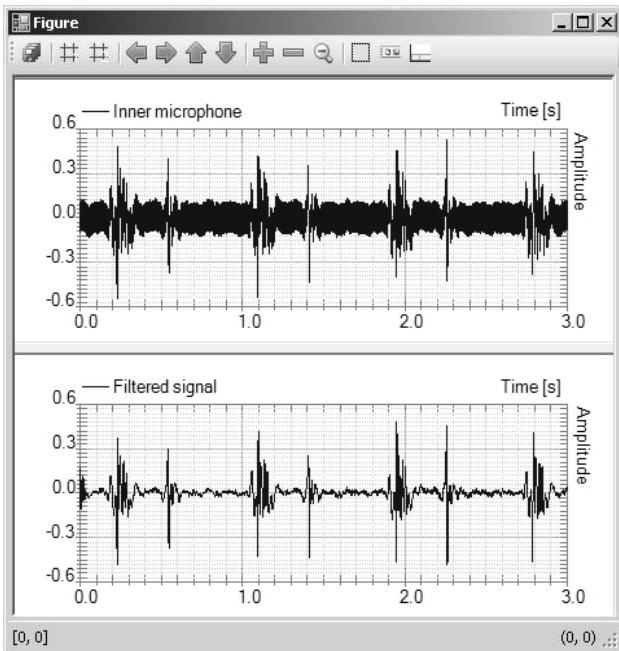 Figure
Inner microphone
Time [s]
0.6
0.3
0.0
-0.3
-0.6
Amplitude
0.0 1.0 2.0 3.0
Filtered signal
Time [s]
0.6
0.3
0.0
-0.3
-0.6
Amplitude
0.0 1.0 2.0 3.0
[0, 0]
(0, 0)